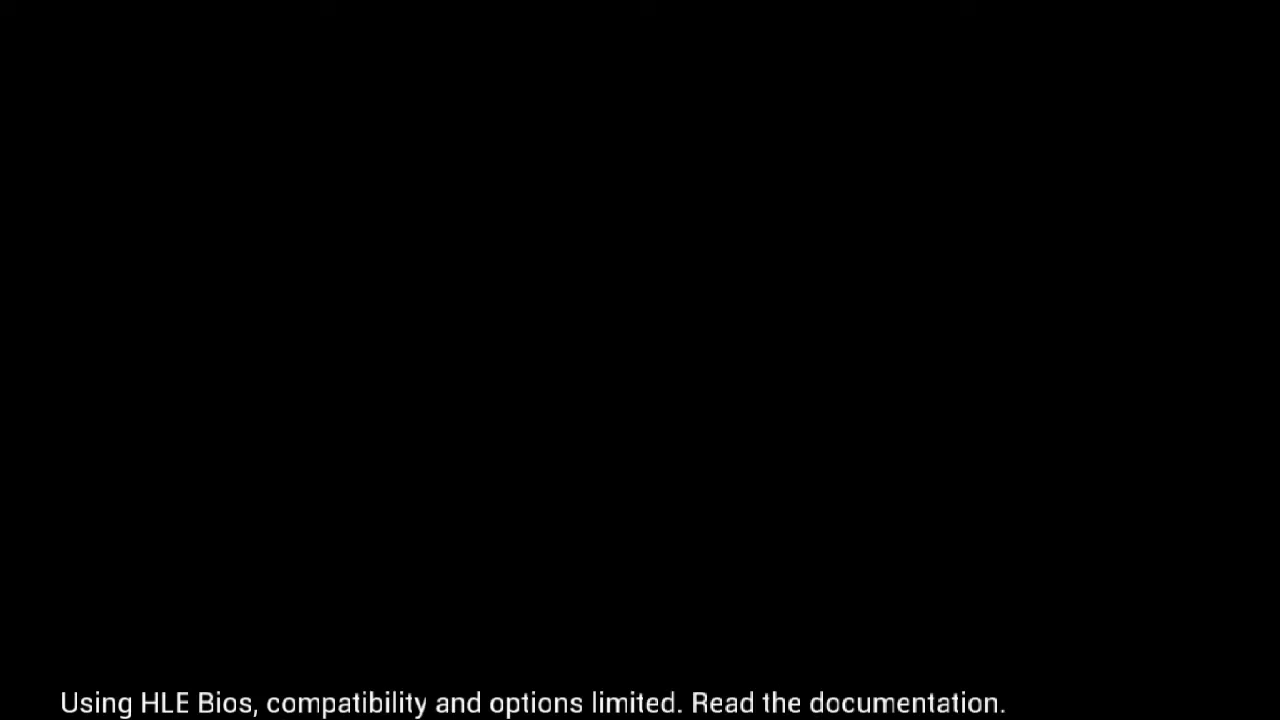 Using HLE Bios, compatibility and options limited. Read the documentation.